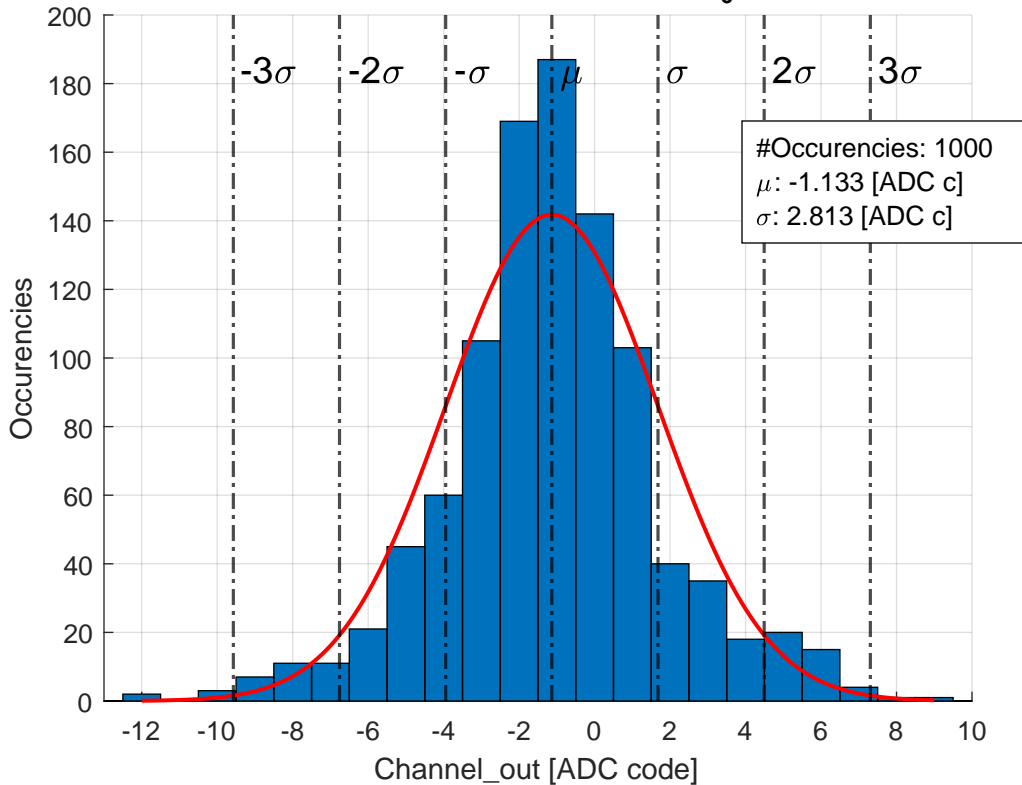 200
180
160
140
120
100
80
60
40
20
0
Occurencies
-3σ -2σ -σ μ σ 2σ 3σ
#Occurencies: 1000
μ: -1.133 [ADC c]
σ: 2.813 [ADC c]
-12 -10 -8 -6 -4 -2 0 2 4 6 8 10
Channel_out [ADC code]